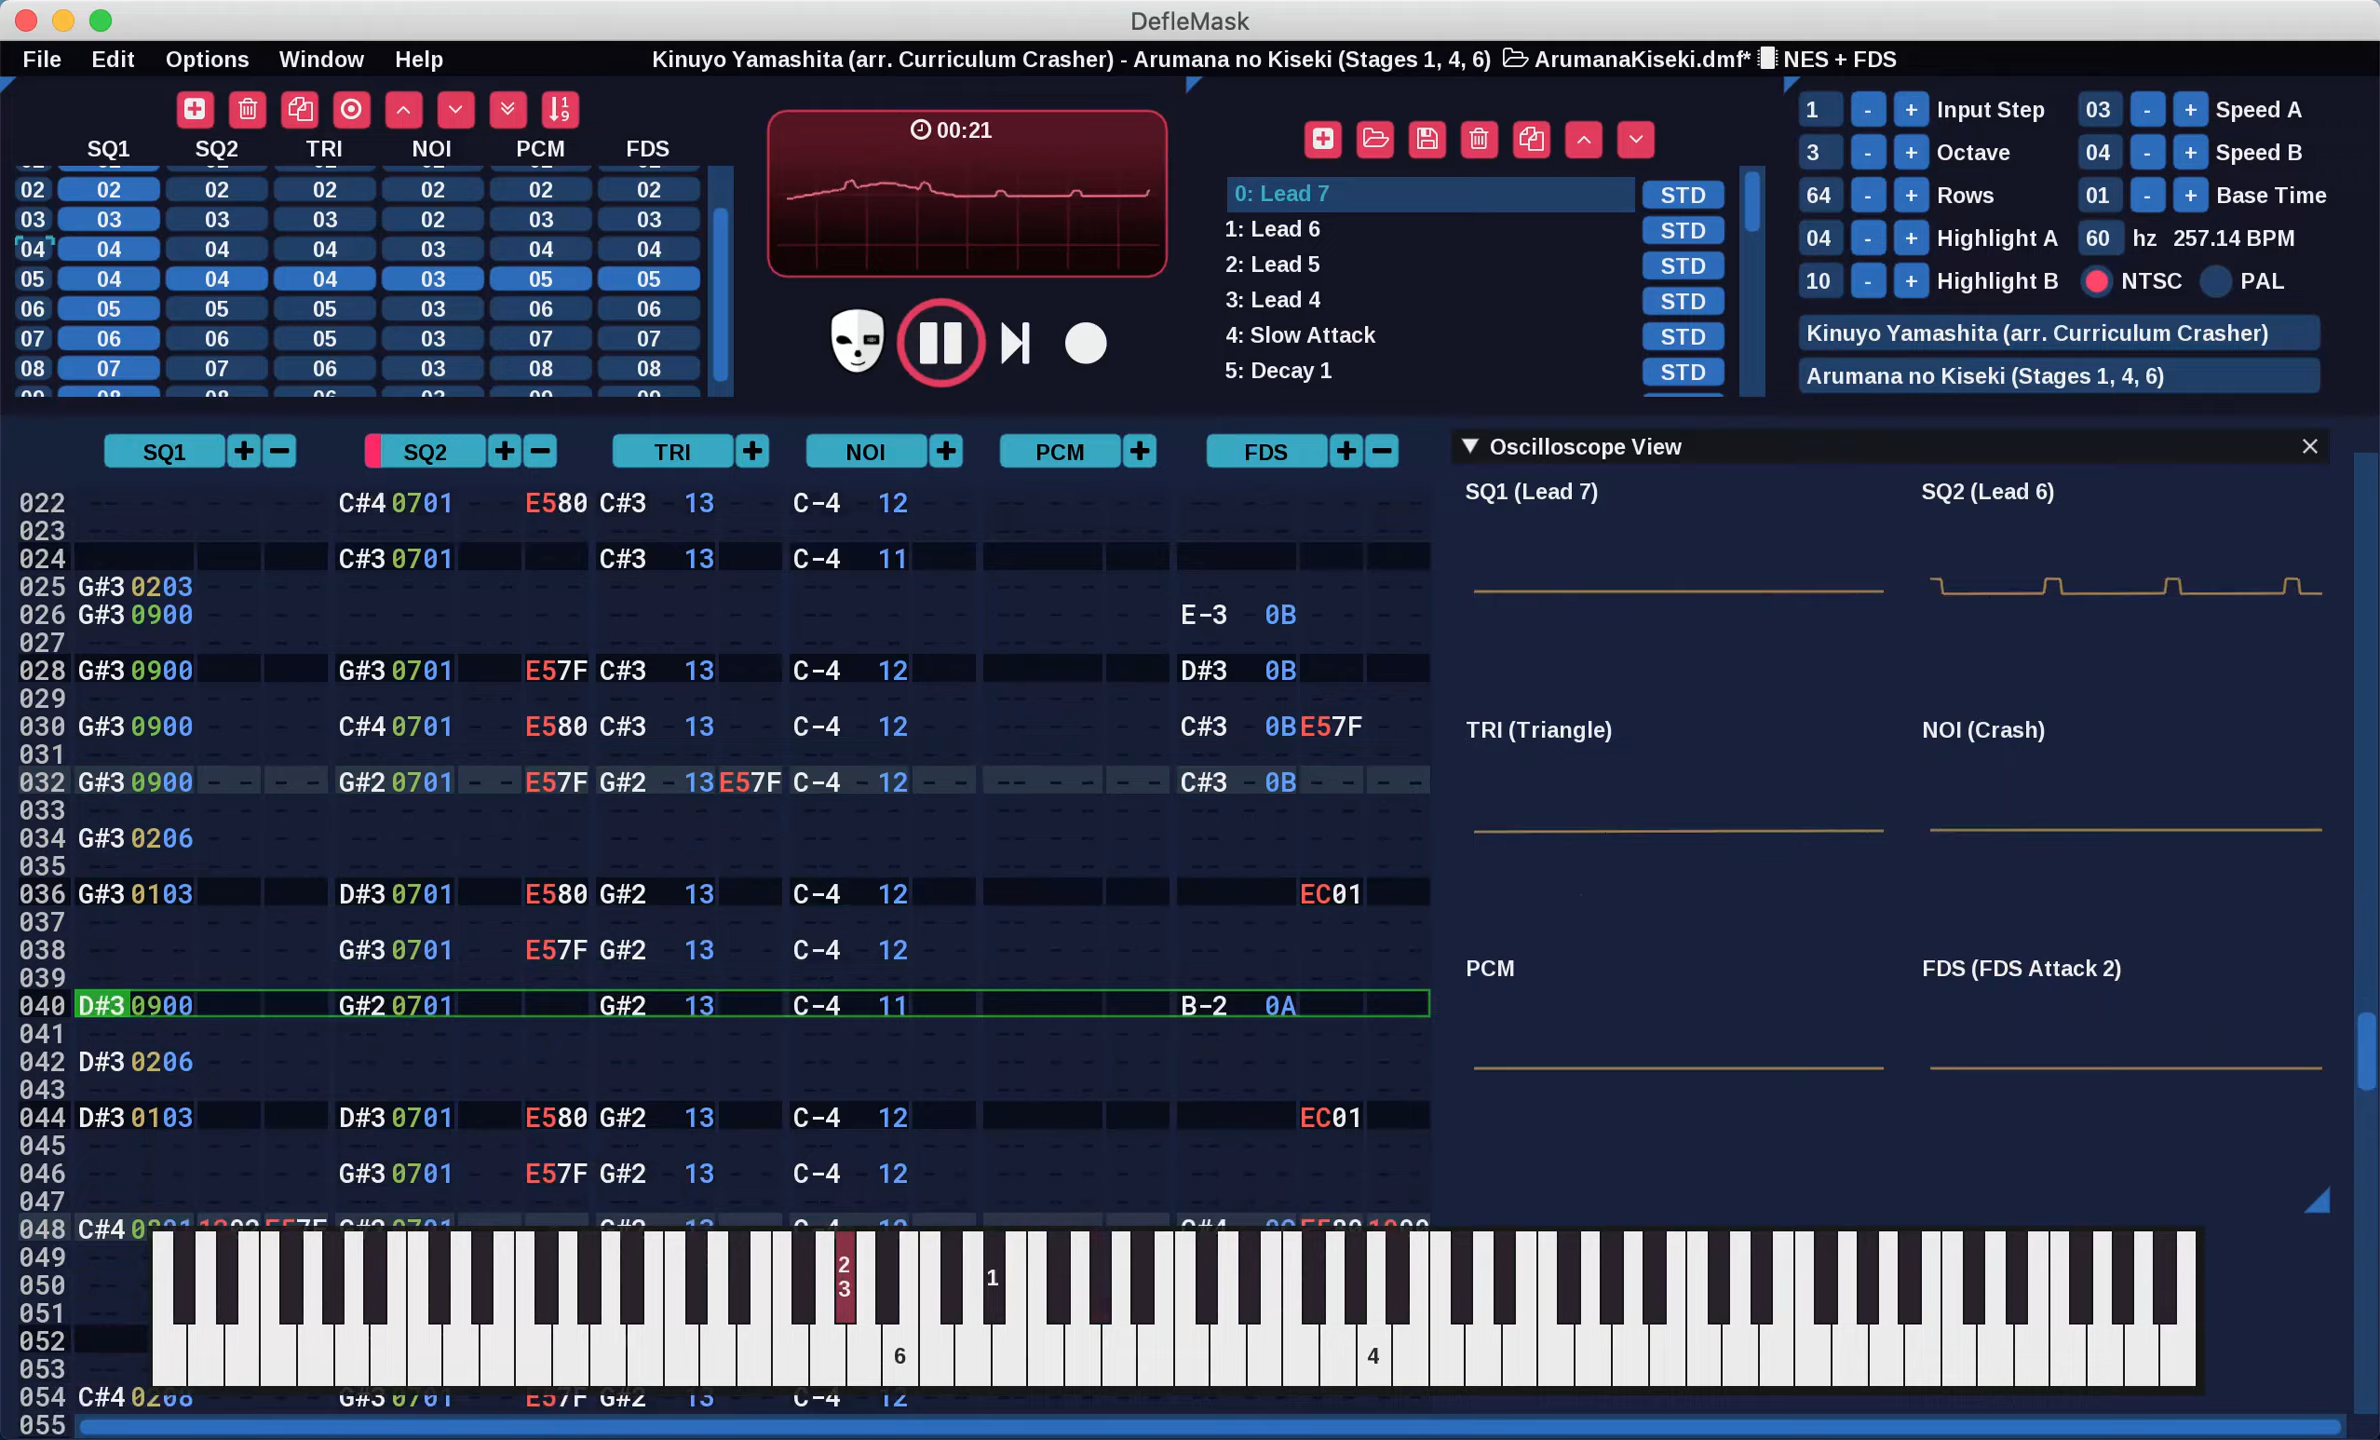 DefleMask
File Edit Options Window Help Kinuyo Yamashita (arr. Curriculum Crasher) - Arumana no Kiseki (Stages 1, 4, 6) ArumanaKiseki.dmf* NES + FDS
SQ1 SQ2 TRI NOI PCM FDS
02 02 02 02 02 02 02
03 03 03 03 02 03 03
04 04 04 04 03 04 04
05 04 04 04 03 05 05
06 05 05 05 03 06 06
07 06 06 05 03 07 07
08 07 07 06 03 08 08
00:21
0: Lead 7 STD
1: Lead 6 STD
2: Lead 5 STD
3: Lead 4 STD
4: Slow Attack STD
5: Decay 1 STD
1 - + Input Step 03 - + Speed A
3 - + Octave 04 - + Speed B
64 - + Rows 01 - + Base Time
04 - + Highlight A 60 hz 257.14 BPM
10 - + Highlight B NTSC PAL
Kinuyo Yamashita (arr. Curriculum Crasher)
Arumana no Kiseki (Stages 1, 4, 6)
SQ1 + - SQ2 + - TRI + NOI + PCM + FDS + -
022 C#4 0701 E580 C#3 13 C-4 12
023
024 C#3 0701 C#3 13 C-4 11
025 G#3 0203
026 G#3 0900 E-3 0B
027
028 G#3 0900 G#3 0701 E57F C#3 13 C-4 12 D#3 0B
029
030 G#3 0900 C#4 0701 E580 C#3 13 C-4 12 C#3 0B E57F
031
032 G#3 0900 G#2 0701 E57F G#2 13 E57F C-4 12 C#3 0B
033
034 G#3 0206
035
036 G#3 0103 D#3 0701 E580 G#2 13 C-4 12 EC01
037
038 G#3 0701 E57F G#2 13 C-4 12
039
040 D#3 0900 G#2 0701 G#2 13 C-4 11 B-2 0A
041
042 D#3 0206
043
044 D#3 0103 D#3 0701 E580 G#2 13 C-4 12 EC01
045
046 G#3 0701 E57F G#2 13 C-4 12
047
048 C#4
049
050
051
052
053
054 C#4 0208 G#3 0701 E57F G#2 13 C-4 12
055
Oscilloscope View
SQ1 (Lead 7) SQ2 (Lead 6)
TRI (Triangle) NOI (Crash)
PCM FDS (FDS Attack 2)
2
3
1
6
4